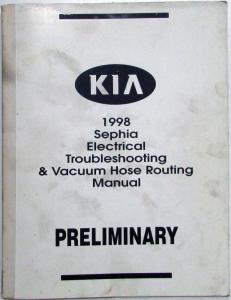 KIA
1998
Sephia
Electrical
Troubleshooting
& Vacuum Hose Routing
Manual
PRELIMINARY